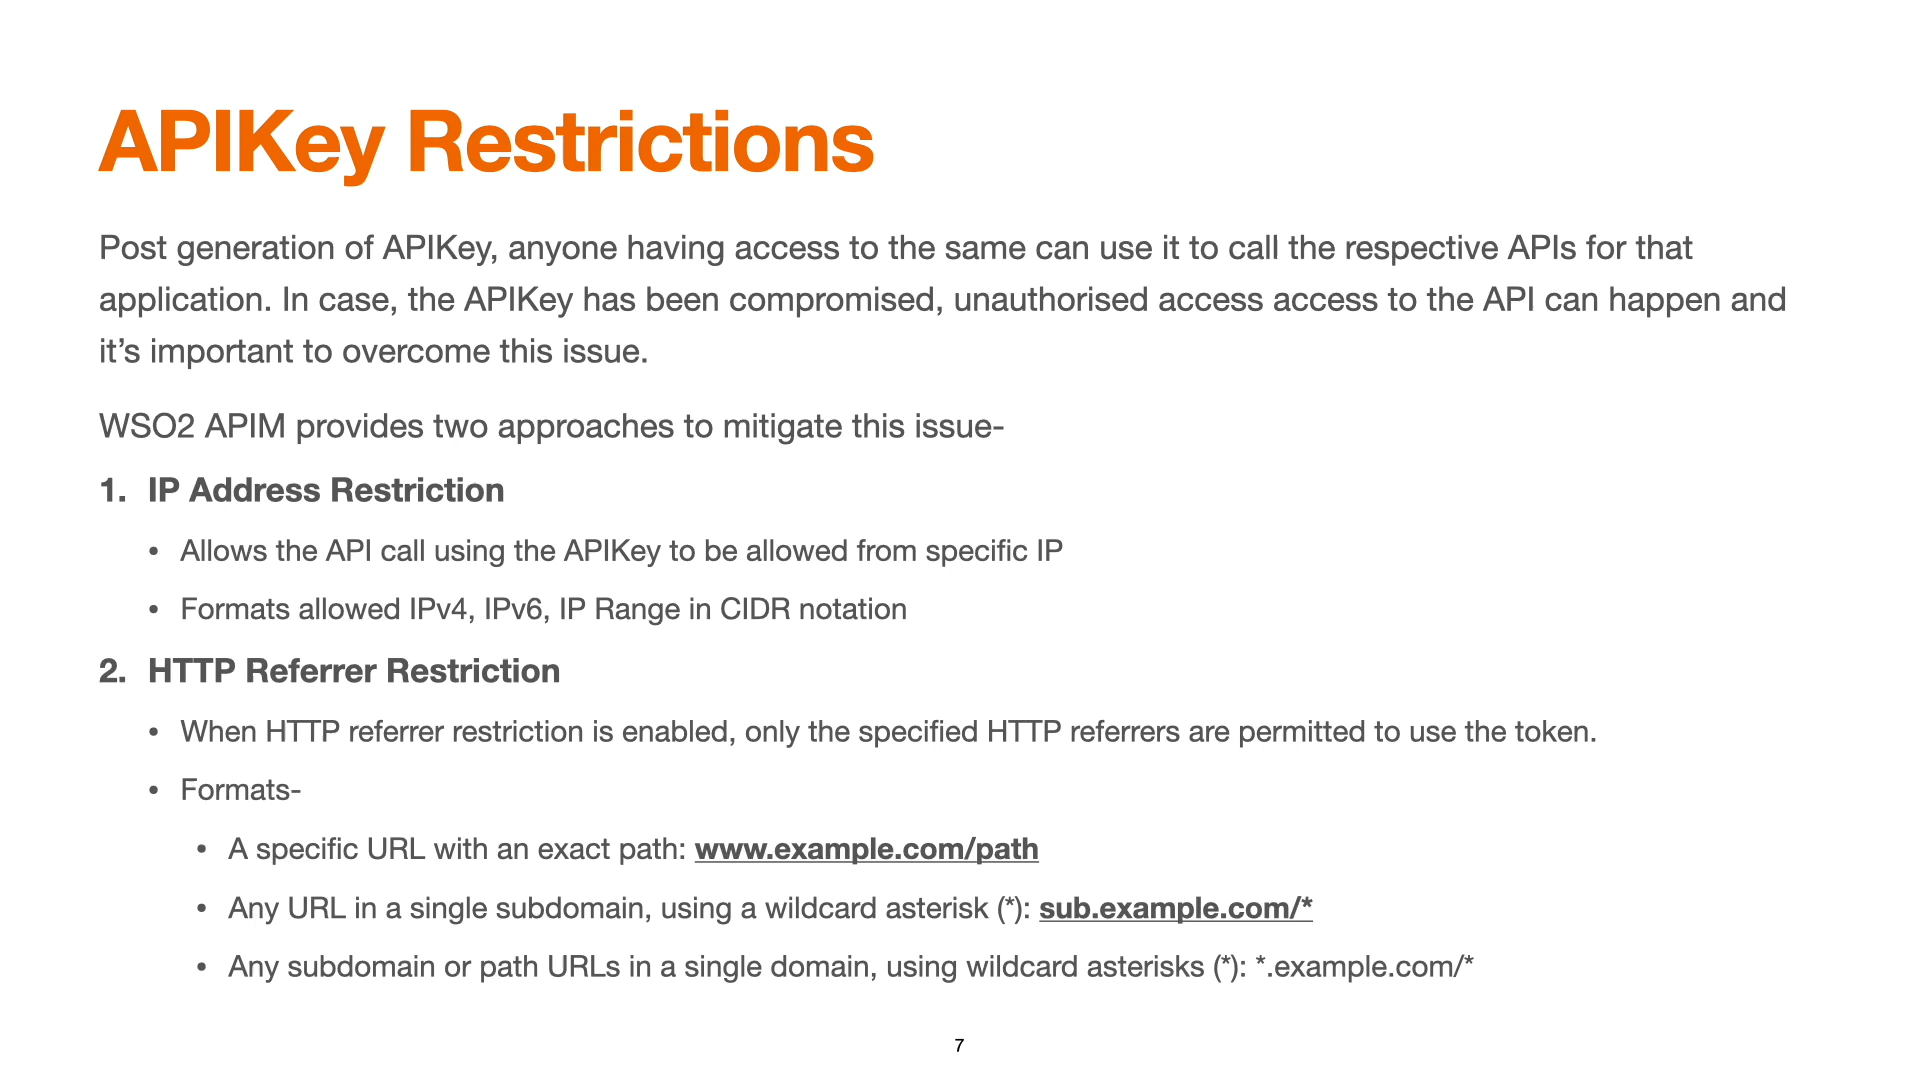 APIKey Restrictions
Post generation of APIKey, anyone having access to the same can use it to call the respective APIs for that
application. In case, the APIKey has been compromised, unauthorised access access to the API can happen and
it’s important to overcome this issue.
WSO2 APIM provides two approaches to mitigate this issue-
1. IP Address Restriction
• Allows the API call using the APIKey to be allowed from specific IP
• Formats allowed IPv4, IPv6, IP Range in CIDR notation
2. HTTP Referrer Restriction
• When HTTP referrer restriction is enabled, only the specified HTTP referrers are permitted to use the token.
• Formats-
• A specific URL with an exact path: www.example.com/path
• Any URL in a single subdomain, using a wildcard asterisk (*): sub.example.com/*
• Any subdomain or path URLs in a single domain, using wildcard asterisks (*): *.example.com/*
7